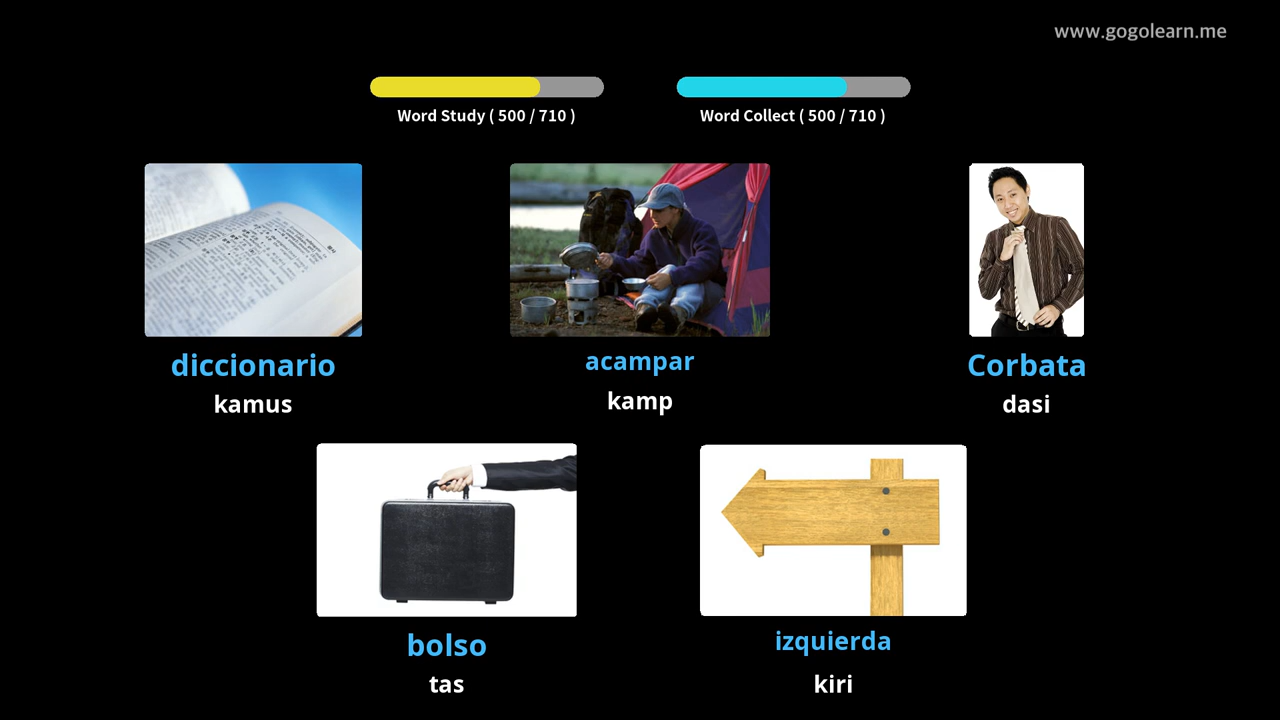 www.gogolearn.me
Word Study ( 500 / 710 )
Word Collect ( 500 / 710 )
diccionario
kamus
acampar
kamp
Corbata
dasi
bolso
tas
izquierda
kiri